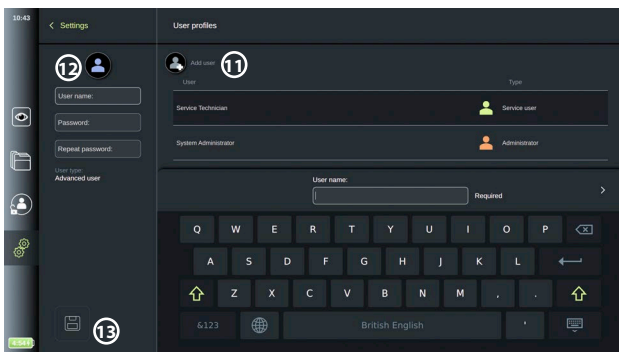 10:43
Settings
User profiles
12
Add user
11
User
Type
User name:
Service Technician
Service user
Password:
System Administrator
Administrator
Repeat password:
User type:
Advanced user
User name:
Required
Q W E R T Y U I O P
A S D F G H J K L
Z X C V B N M , .
&123
British English
'
13